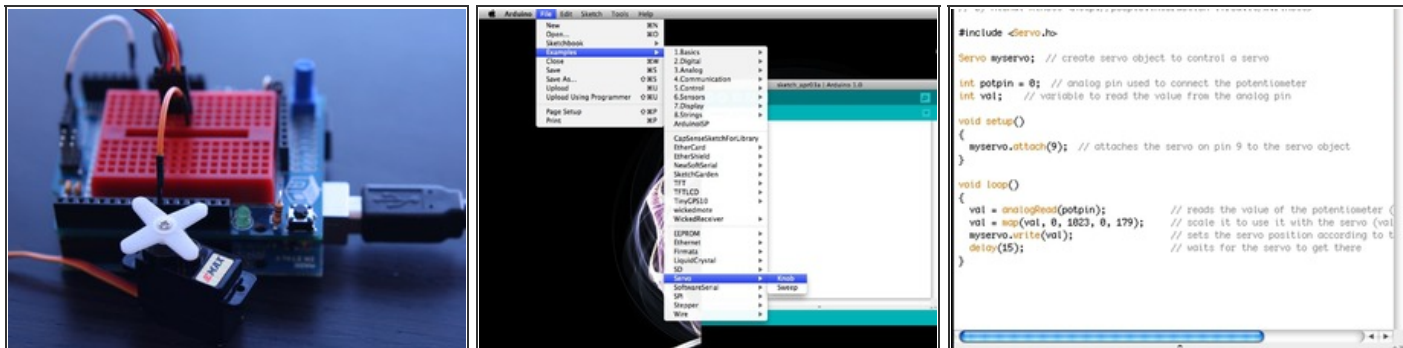 EMAX
Arduino File Edit Sketch Tools Help
New ⌘N
Open... ⌘O
Sketchbook
Examples
Close ⌘W
Save ⌘S
Save As... ⇧⌘S
Upload ⌘U
Upload Using Programmer ⇧⌘U
Page Setup ⇧⌘P
Print ⌘P
1.Basics
2.Digital
3.Analog
4.Communication
5.Control
6.Sensors
7.Display
8.Strings
ArduinoISP
CapSenseSketchForLibrary
EtherCard
EtherShield
NewSoftSerial
SketchGarden
TFT
TFTLCD
TinyGPS10
wickedmote
WickedReceiver
EEPROM
Ethernet
Firmata
LiquidCrystal
SD
Servo
SoftwareSerial
SPI
Stepper
Wire
Knob
Sweep
sketch_apr03a | Arduino 1.0
#include <Servo.h>
Servo myservo; // create servo object to control a servo
int potpin = 0; // analog pin used to connect the potentiometer
int val; // variable to read the value from the analog pin
void setup()
{
myservo.attach(9); // attaches the servo on pin 9 to the servo object
}
void loop()
{
val = analogRead(potpin); // reads the value of the potentiometer (
val = map(val, 0, 1023, 0, 179); // scale it to use it with the servo (val
myservo.write(val); // sets the servo position according to t
delay(15); // waits for the servo to get there
}